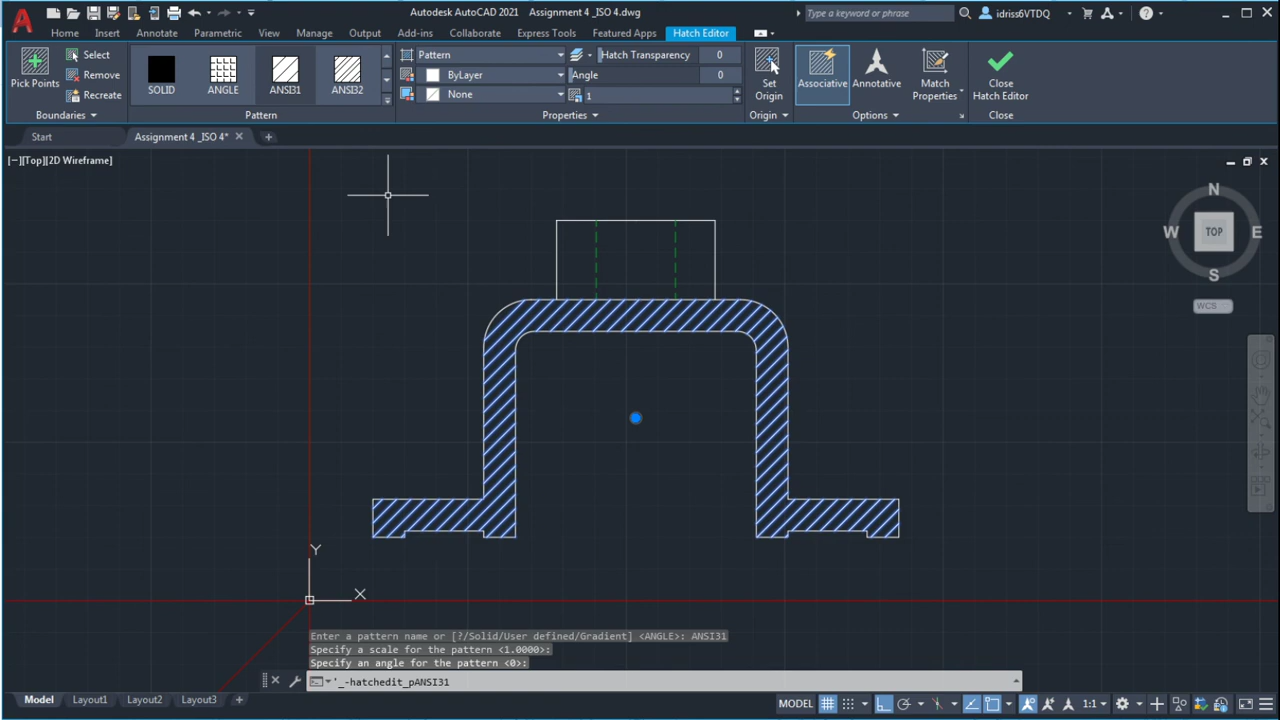 Autodesk AutoCAD 2021 Assignment 4 _ISO 4.dwg
Type a keyword or phrase
idriss6VTDQ
Home Insert Annotate Parametric View Manage Output Add-ins Collaborate Express Tools Featured Apps Hatch Editor
Pick Points
Select
Remove
Recreate
SOLID ANGLE ANSI31 ANSI32
Pattern
ByLayer
None
Hatch Transparency 0
Angle 0
1
Set
Origin
Associative
Annotative
Match
Properties
Close
Hatch Editor
Boundaries Pattern Properties Origin Options Close
Start Assignment 4 _ISO 4*
[−][Top][2D Wireframe]
N
W TOP E
S
WCS
Y
X
Enter a pattern name or [?/Solid/User defined/Gradient] <ANGLE>: ANSI31
Specify a scale for the pattern <1.0000>:
Specify an angle for the pattern <0>:
'_-hatchedit_pANSI31
Model Layout1 Layout2 Layout3
MODEL 1:1